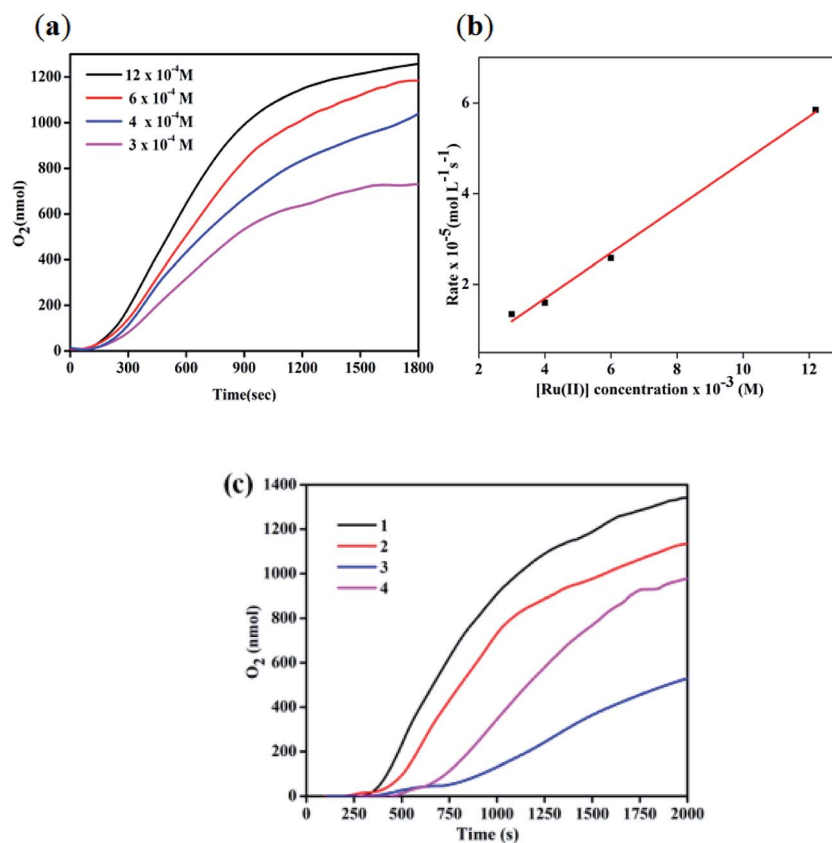 (a)
1200
1000
800
600
400
200
0
12 x 10⁻⁴M
6 x 10⁻⁴ M
4 x 10⁻⁴M
3 x 10⁻⁴ M
O₂(nmol)
0 300 600 900 1200 1500 1800
Time(sec)
(b)
6
4
2
Rate x 10⁻⁵(mol L⁻¹s⁻¹)
2 4 6 8 10 12
[Ru(II)] concentration x 10⁻³ (M)
(c)
1400
1200
1000
800
600
400
200
0
1
2
3
4
O₂ (nmol)
0 250 500 750 1000 1250 1500 1750 2000
Time (s)